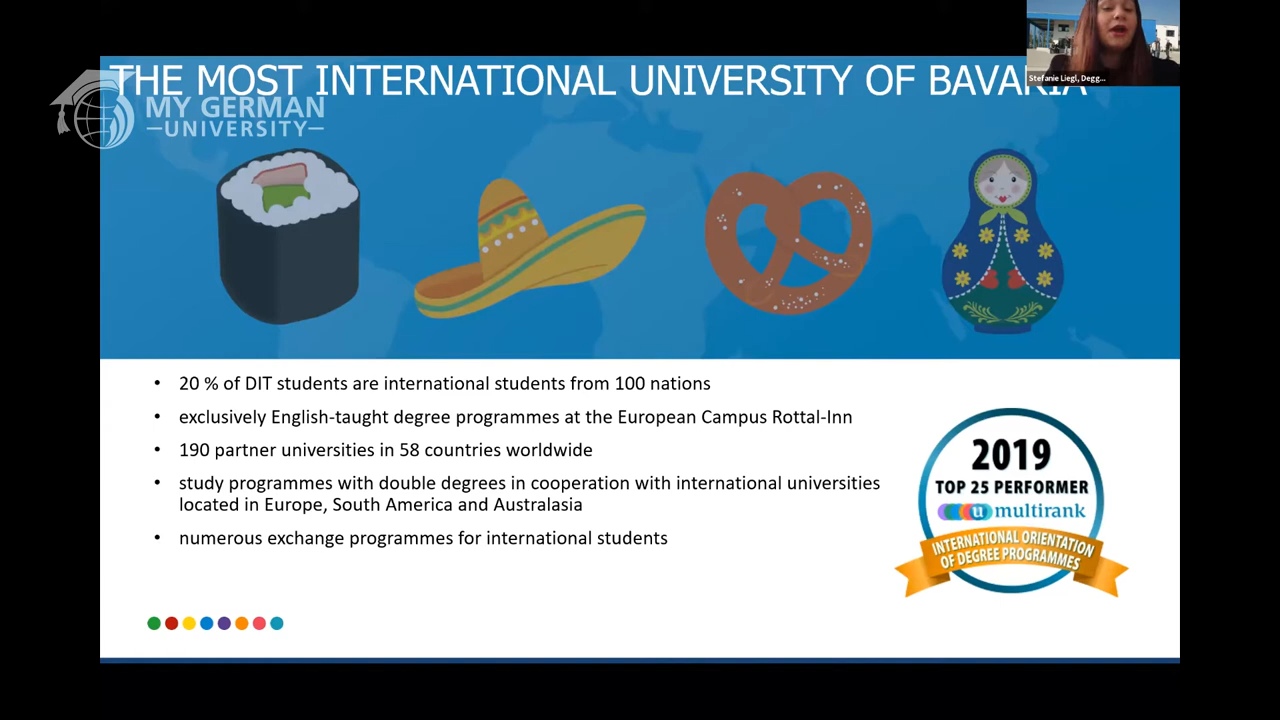 THE MOST INTERNATIONAL UNIVERSITY OF BAVARIA
MY GERMAN
UNIVERSITY
Stefanie Liegl, Degg...
• 20 % of DIT students are international students from 100 nations
• exclusively English-taught degree programmes at the European Campus Rottal-Inn
• 190 partner universities in 58 countries worldwide
• study programmes with double degrees in cooperation with international universities
located in Europe, South America and Australasia
• numerous exchange programmes for international students
2019
TOP 25 PERFORMER
u multirank
INTERNATIONAL ORIENTATION
OF DEGREE PROGRAMMES